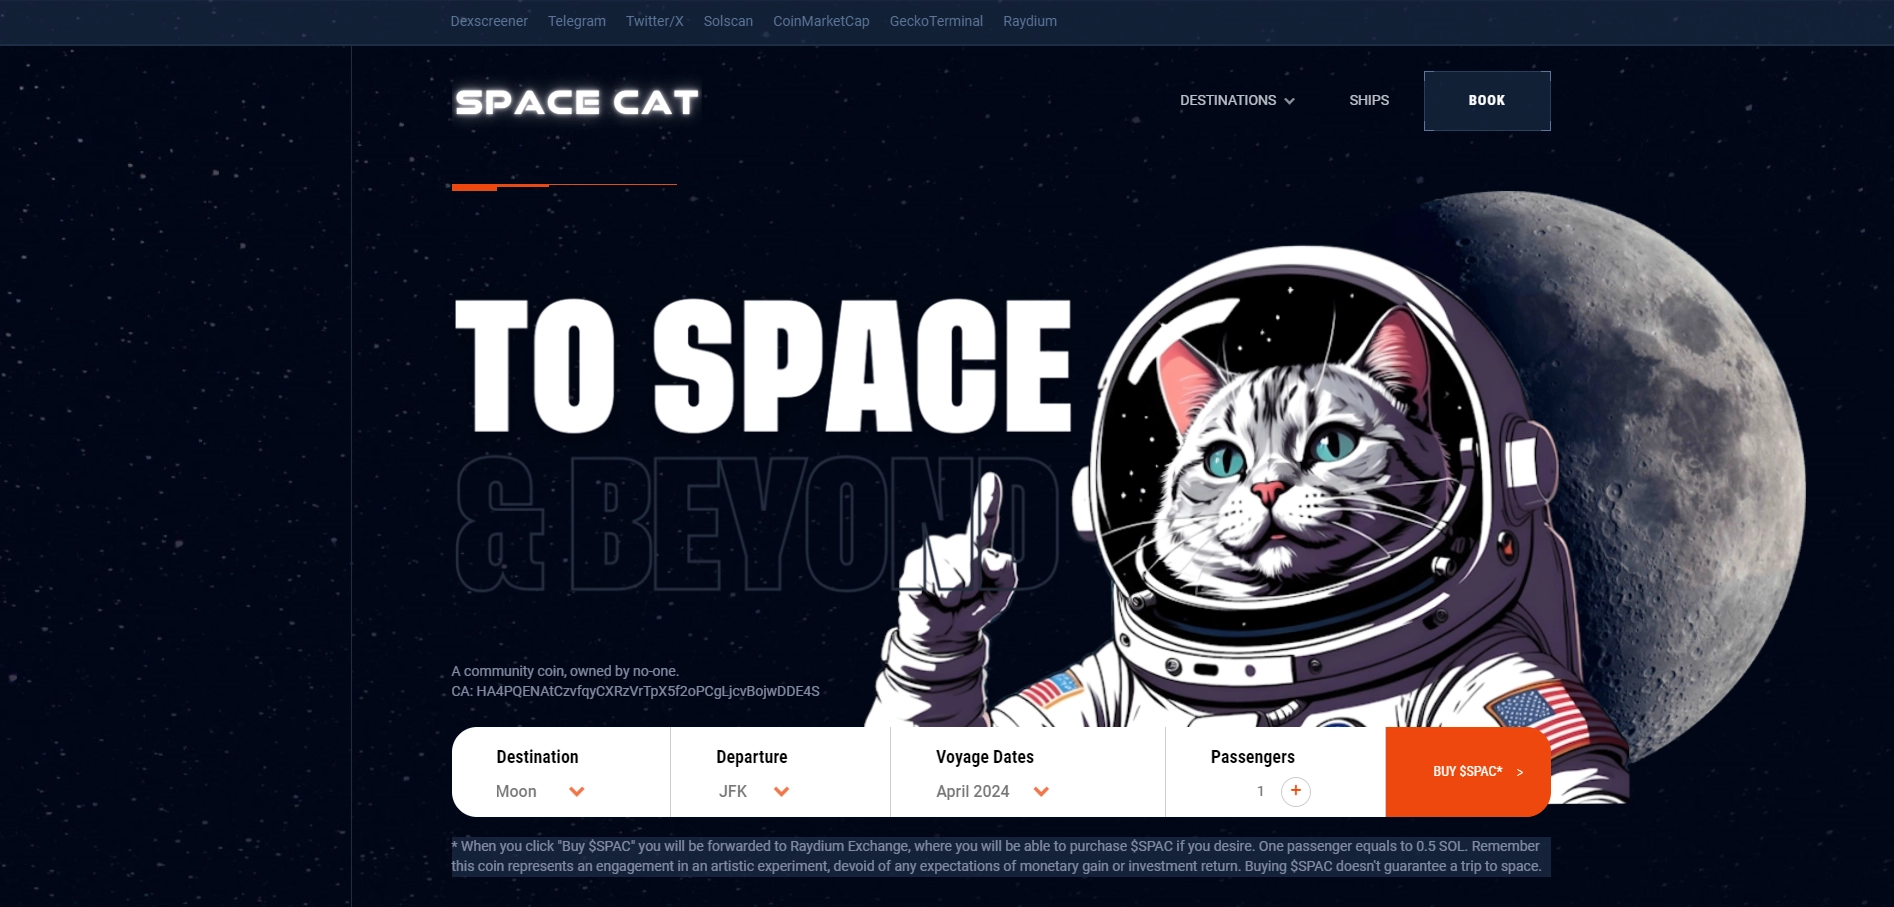 Dexscreener Telegram Twitter/X Solscan CoinMarketCap GeckoTerminal Raydium
SPACE CAT
DESTINATIONS SHIPS BOOK
TO SPACE
& BEYOND
A community coin, owned by no-one.
CA: HA4PQENAtCzvfqyCXRzVrTpX5f2oPCgLjcvBojwDDE4S
Destination Departure Voyage Dates Passengers
BUY $SPAC* >
Moon JFK April 2024 1 +
* When you click "Buy $SPAC" you will be forwarded to Raydium Exchange, where you will be able to purchase $SPAC if you desire. One passenger equals to 0.5 SOL. Remember
this coin represents an engagement in an artistic experiment, devoid of any expectations of monetary gain or investment return. Buying $SPAC doesn't guarantee a trip to space.